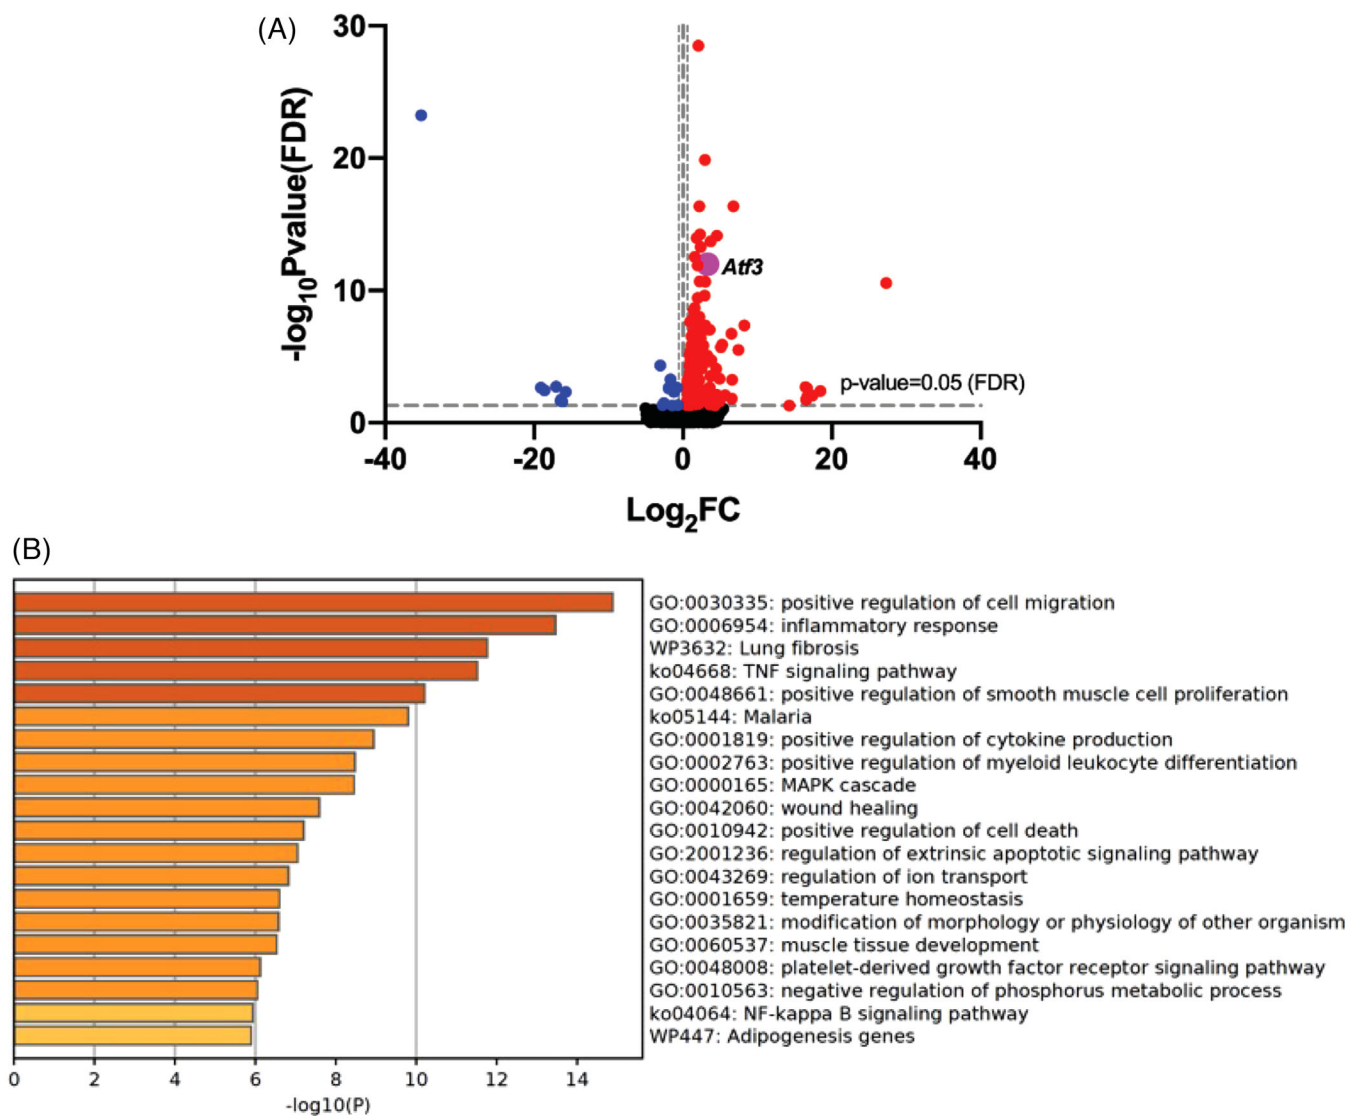 (A)
30
20
10
0
-log10Pvalue(FDR)
Atf3
p-value=0.05 (FDR)
-40 -20 0 20 40
Log2FC
(B)
GO:0030335: positive regulation of cell migration
GO:0006954: inflammatory response
WP3632: Lung fibrosis
ko04668: TNF signaling pathway
GO:0048661: positive regulation of smooth muscle cell proliferation
ko05144: Malaria
GO:0001819: positive regulation of cytokine production
GO:0002763: positive regulation of myeloid leukocyte differentiation
GO:0000165: MAPK cascade
GO:0042060: wound healing
GO:0010942: positive regulation of cell death
GO:2001236: regulation of extrinsic apoptotic signaling pathway
GO:0043269: regulation of ion transport
GO:0001659: temperature homeostasis
GO:0035821: modification of morphology or physiology of other organism
GO:0060537: muscle tissue development
GO:0048008: platelet-derived growth factor receptor signaling pathway
GO:0010563: negative regulation of phosphorus metabolic process
ko04064: NF-kappa B signaling pathway
WP447: Adipogenesis genes
0 2 4 6 8 10 12 14
-log10(P)